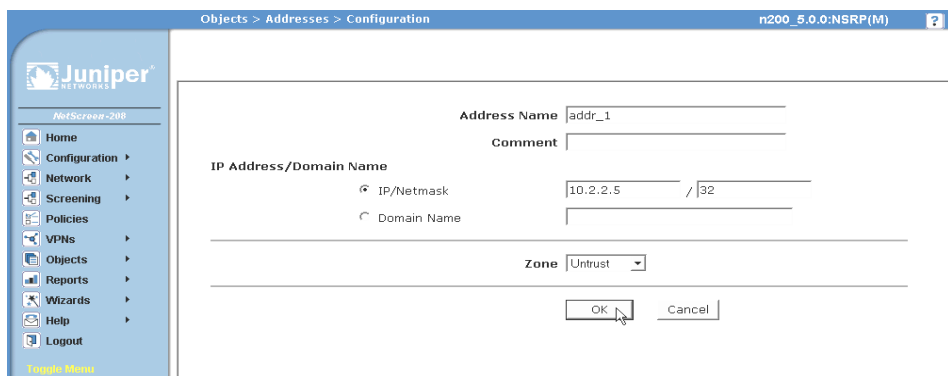 Objects > Addresses > Configuration
n200_5.0.0:NSRP(M)
?
Juniper
NETWORKS
NetScreen-208
Home
Configuration
Network
Screening
Policies
VPNs
Objects
Reports
Wizards
Help
Logout
Toggle Menu
Address Name addr_1
Comment
IP Address/Domain Name
IP/Netmask 10.2.2.5 / 32
Domain Name
Zone Untrust
OK Cancel